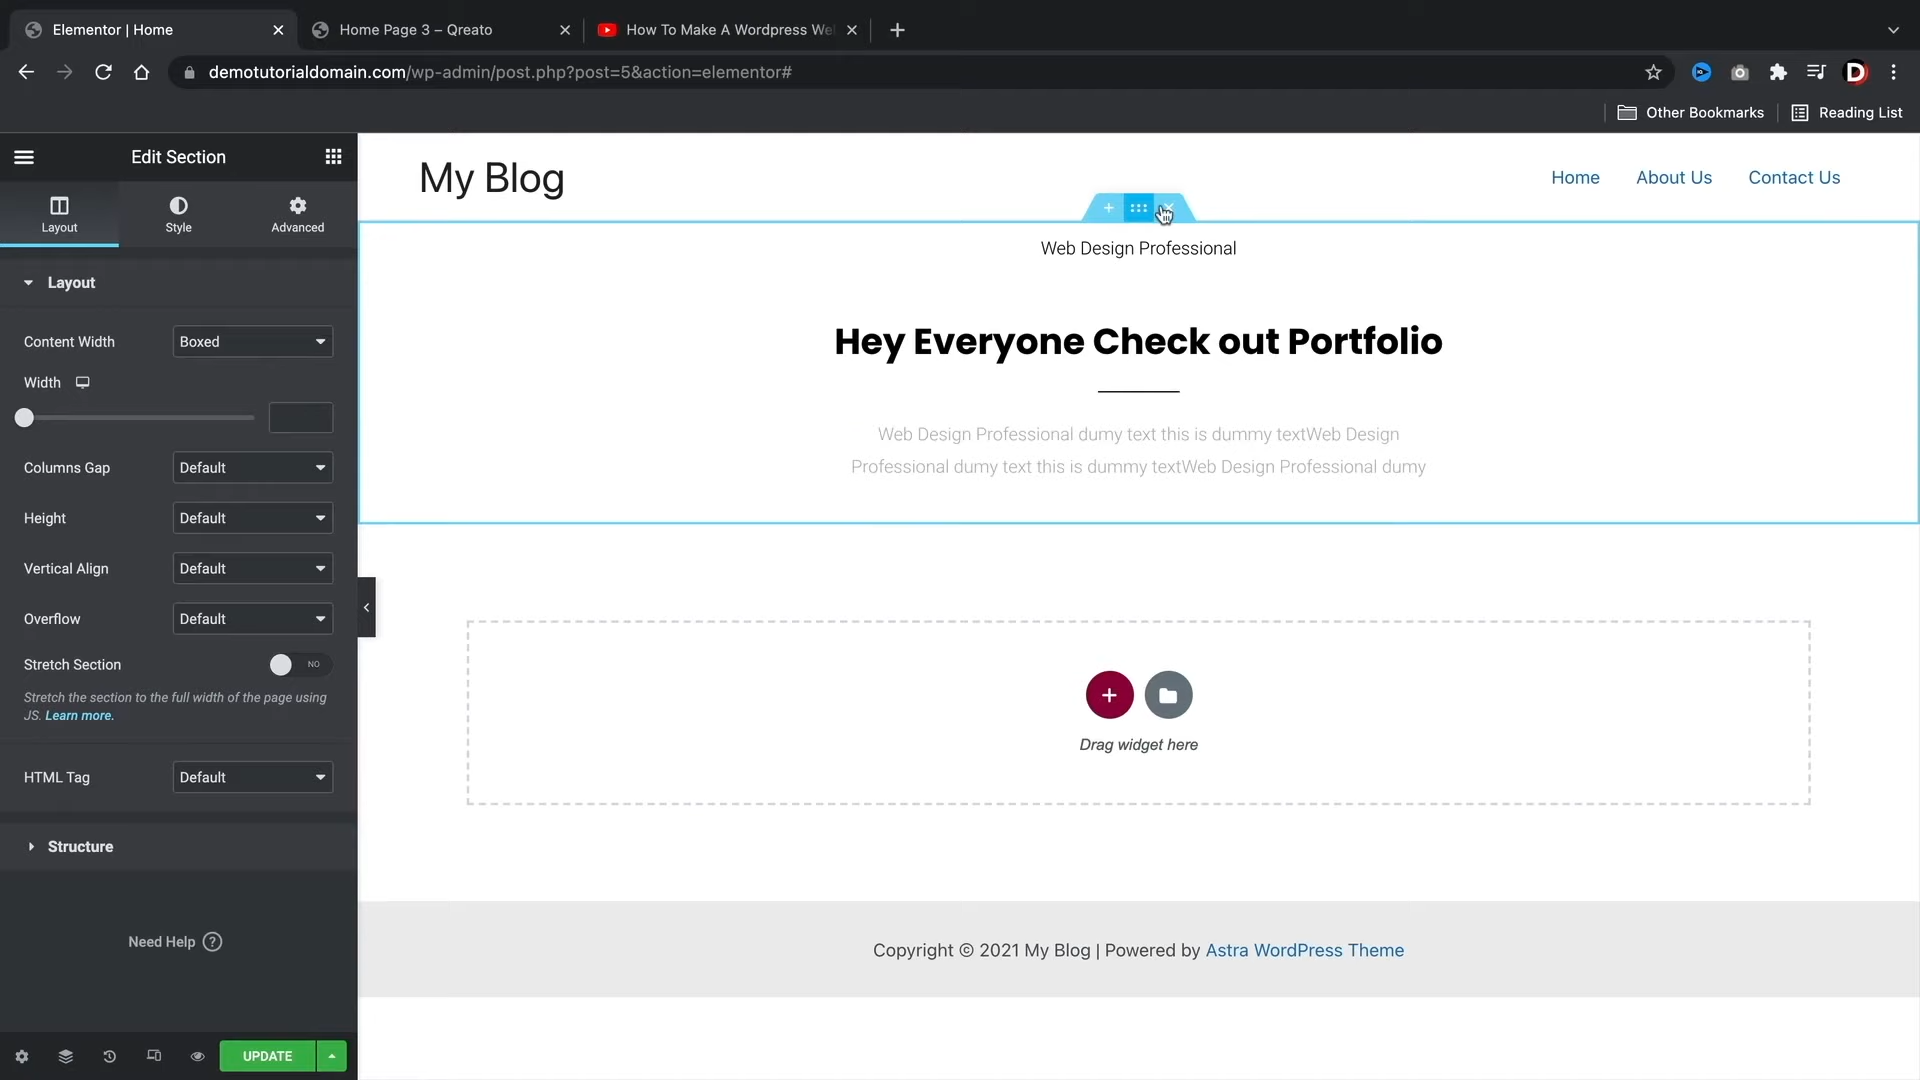 Elementor | Home
Home Page 3 – Qreato
How To Make A Wordpress We
demotutorialdomain.com/wp-admin/post.php?post=5&action=elementor#
D
Other Bookmarks
Reading List
Edit Section
Layout
Style
Advanced
Layout
Content Width
Boxed
Width
Columns Gap
Default
Height
Default
Vertical Align
Default
Overflow
Default
Stretch Section
NO
Stretch the section to the full width of the page using
JS. Learn more.
HTML Tag
Default
Structure
Need Help ?
UPDATE
My Blog
Home
About Us
Contact Us
Web Design Professional
Hey Everyone Check out Portfolio
Web Design Professional dumy text this is dummy textWeb Design
Professional dumy text this is dummy textWeb Design Professional dumy
Drag widget here
Copyright © 2021 My Blog | Powered by Astra WordPress Theme